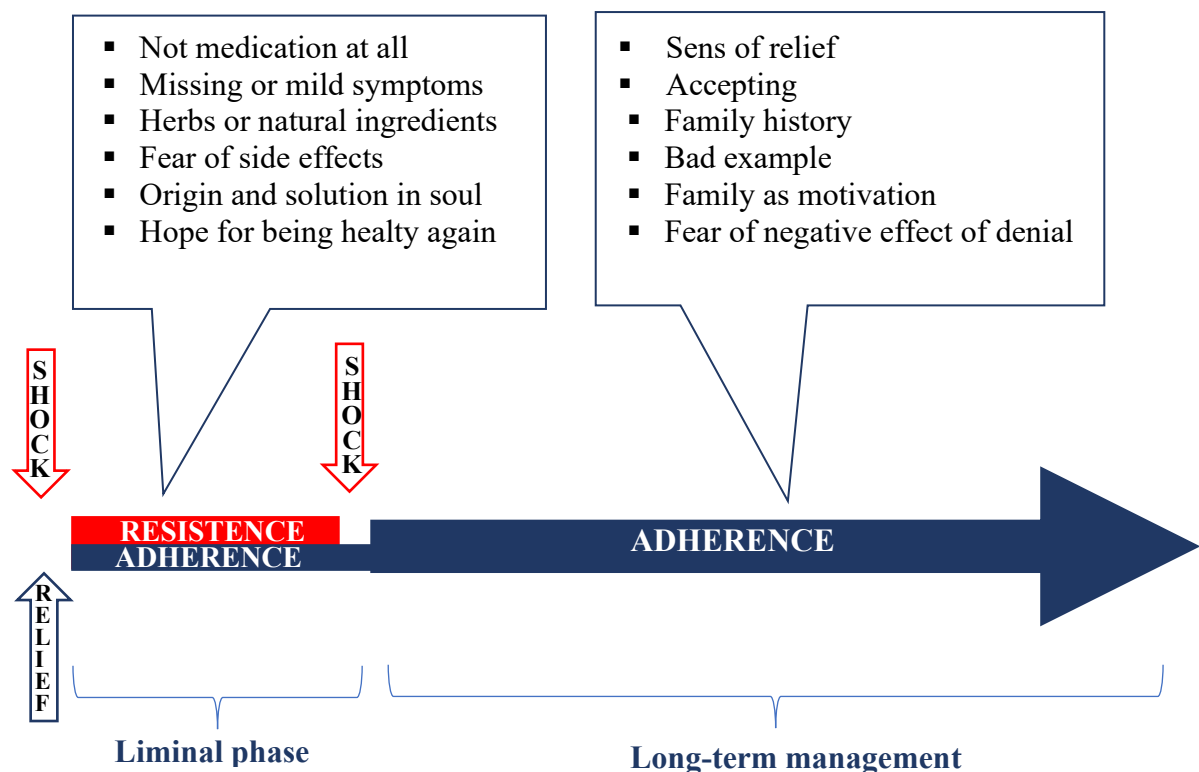 ▪ Not medication at all
▪ Missing or mild symptoms
▪ Herbs or natural ingredients
▪ Fear of side effects
▪ Origin and solution in soul
▪ Hope for being healty again
▪ Sens of relief
▪ Accepting
▪ Family history
▪ Bad example
▪ Family as motivation
▪ Fear of negative effect of denial
SHOCK
SHOCK
RESISTENCE
ADHERENCE
ADHERENCE
RELIEF
Liminal phase
Long-term management